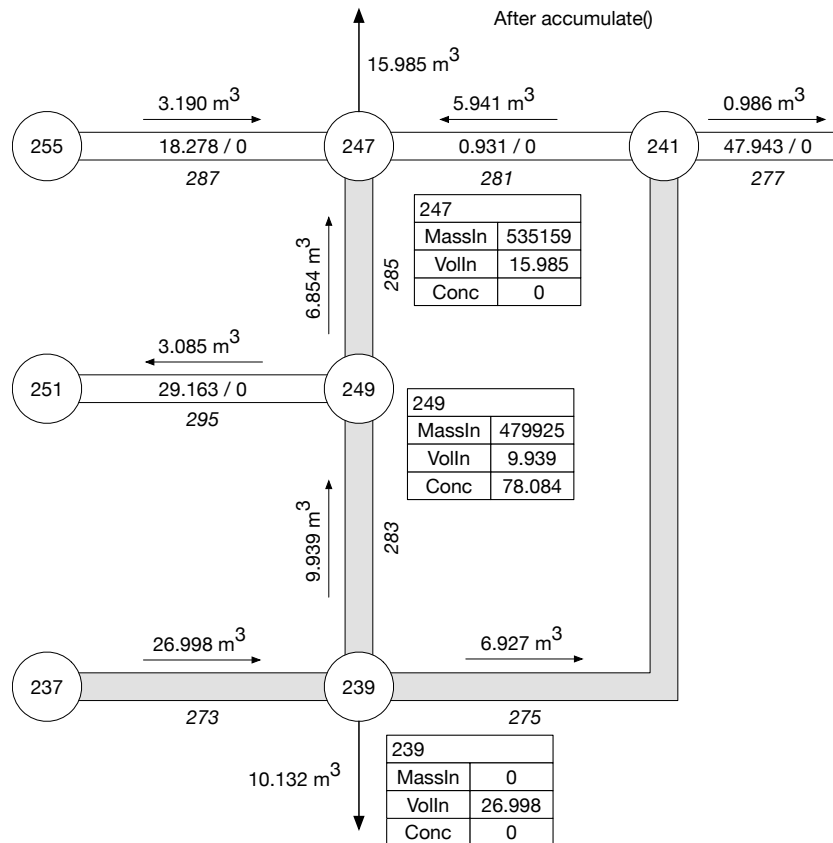 After accumulate()
15.985 m³
3.190 m³
5.941 m³
0.986 m³
255
18.278 / 0
247
0.931 / 0
241
47.943 / 0
287
281
277
247
MassIn 535159
VolIn 15.985
Conc 0
6.854 m³
285
3.085 m³
251
29.163 / 0
249
295
249
MassIn 479925
VolIn 9.939
Conc 78.084
9.939 m³
283
26.998 m³
6.927 m³
237
239
273
275
10.132 m³
239
MassIn 0
VolIn 26.998
Conc 0